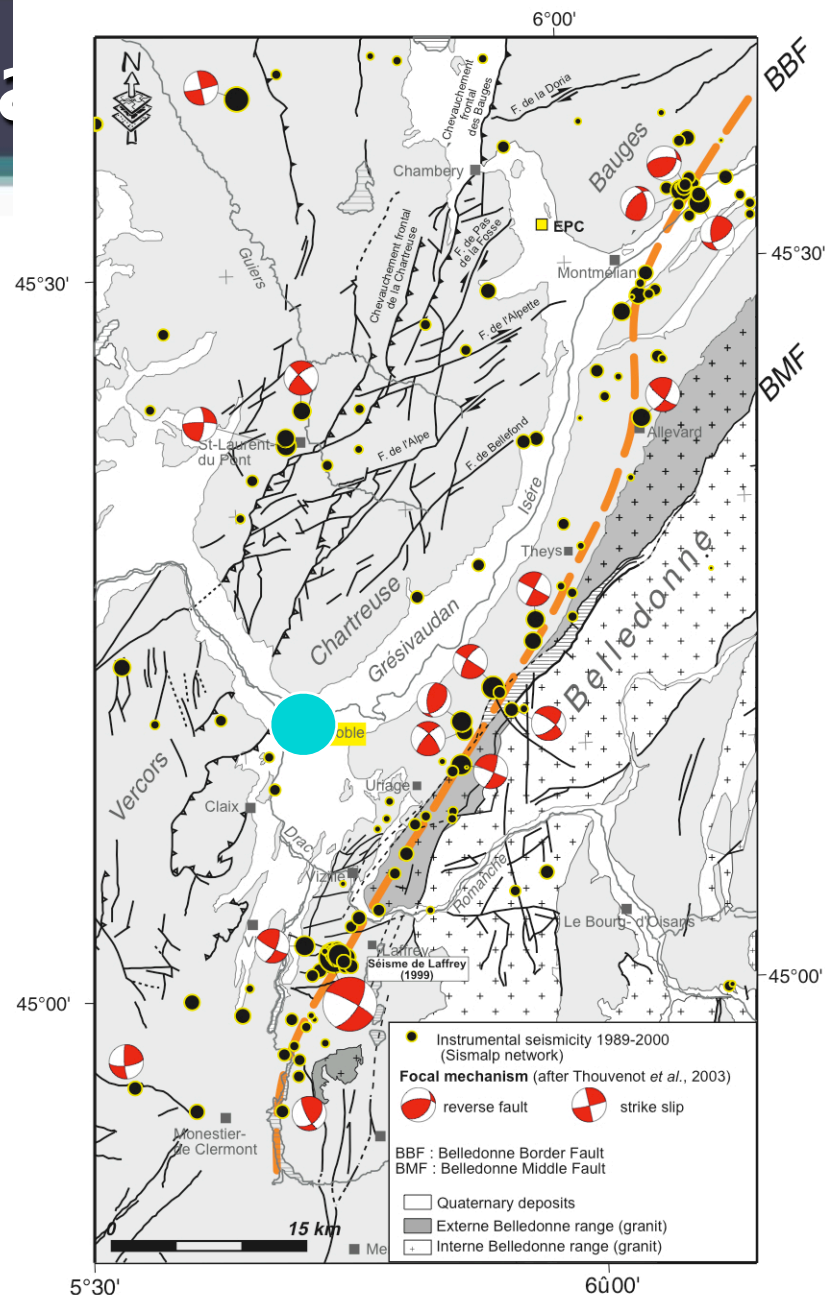 a
6°00'
N
BBF
F. de la Doria
Chevauchement
frontal
des Bauges
Bauges
Chambery
EPC
F. de Pas
de la Fosse
Chevauchement frontal
de la Chartreuse
Guiers
Montmélian
45°30'
45°30'
F. de l'Alpette
BMF
St-Laurent-
du Pont
Allevard
F. de l'Alpe
F. de Bellefond
Isère
Theys
Belledonne
Chartreuse
Grésivaudan
oble
Vercors
Uriage
Claix
Drac
Vizille
Romanche
Le Bourg- d'Oisans
Laffrey
Séisme de Laffrey
(1999)
45°00'
45°00'
Instrumental seismicity 1989-2000
(Sismalp network)
Focal mechanism (after Thouvenot et al., 2003)
reverse fault
strike slip
Monestier-
de Clermont
BBF : Belledonne Border Fault
BMF : Belledonne Middle Fault
Quaternary deposits
Externe Belledonne range (granit)
Interne Belledonne range (granit)
0 15 km
Me
5°30'
6û00'